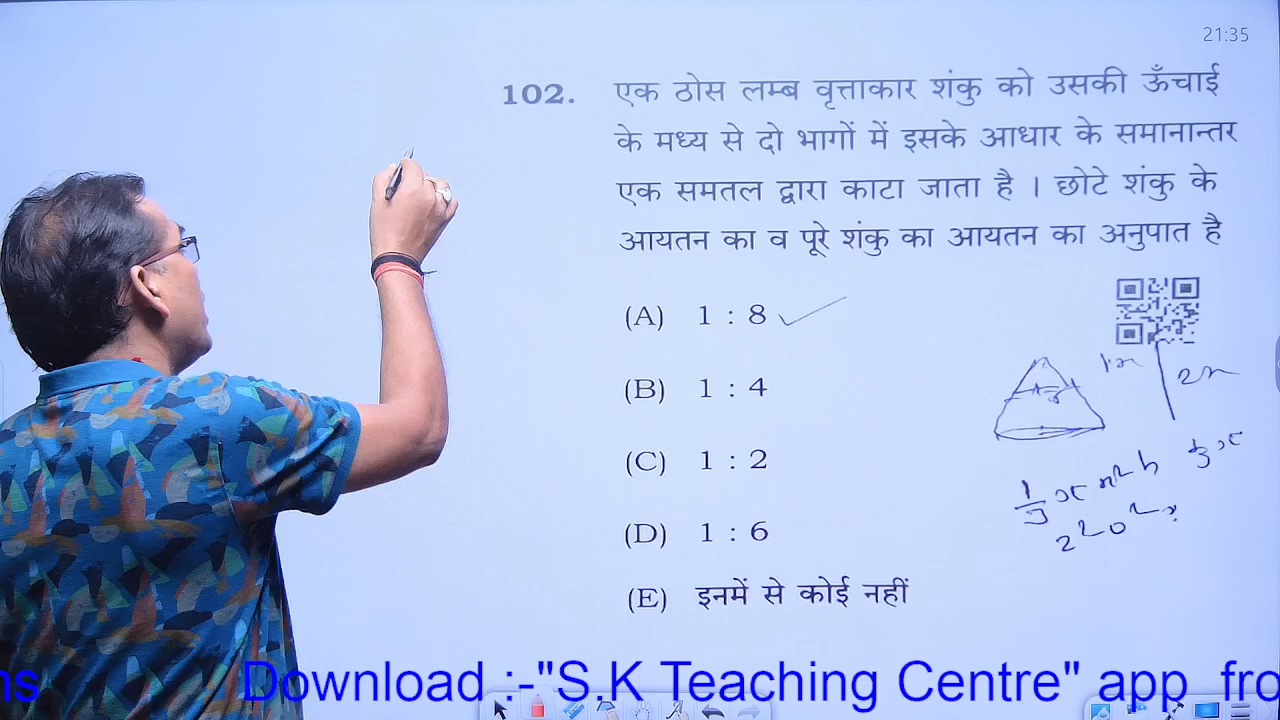 21:35
102. एक ठोस लम्ब वृत्ताकार शंकु को उसकी ऊँचाई
के मध्य से दो भागों में इसके आधार के समानान्तर
एक समतल द्वारा काटा जाता है । छोटे शंकु के
आयतन का व पूरे शंकु का आयतन का अनुपात है
(A) 1 : 8
(B) 1 : 4
(C) 1 : 2
(D) 1 : 6
(E) इनमें से कोई नहीं
Download :-"S.K Teaching Centre" app